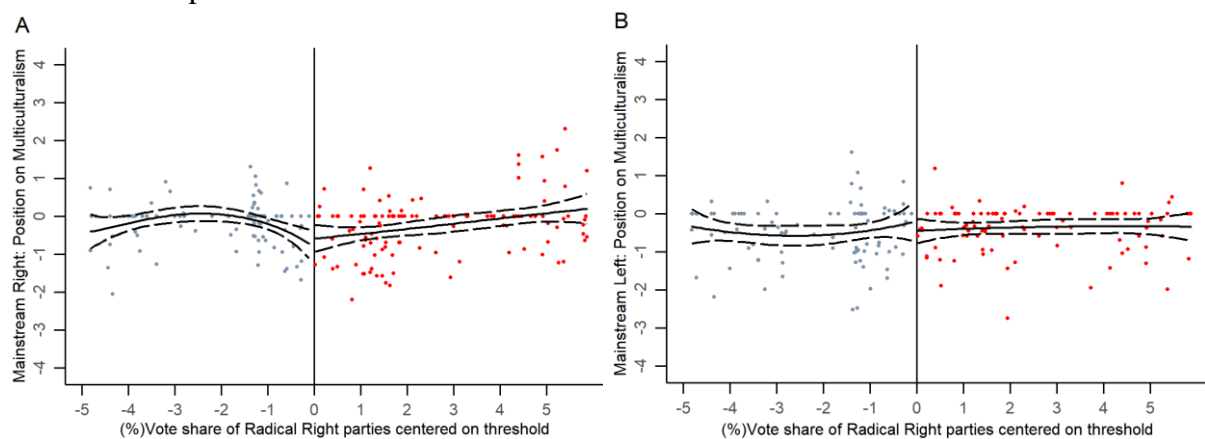 A
Mainstream Right: Position on Multiculturalism
4
3
2
1
0
-1
-2
-3
-4
-5 -4 -3 -2 -1 0 1 2 3 4 5
(%)Vote share of Radical Right parties centered on threshold
B
Mainstream Left: Position on Multiculturalism
4
3
2
1
0
-1
-2
-3
-4
-5 -4 -3 -2 -1 0 1 2 3 4 5
(%)Vote share of Radical Right parties centered on threshold